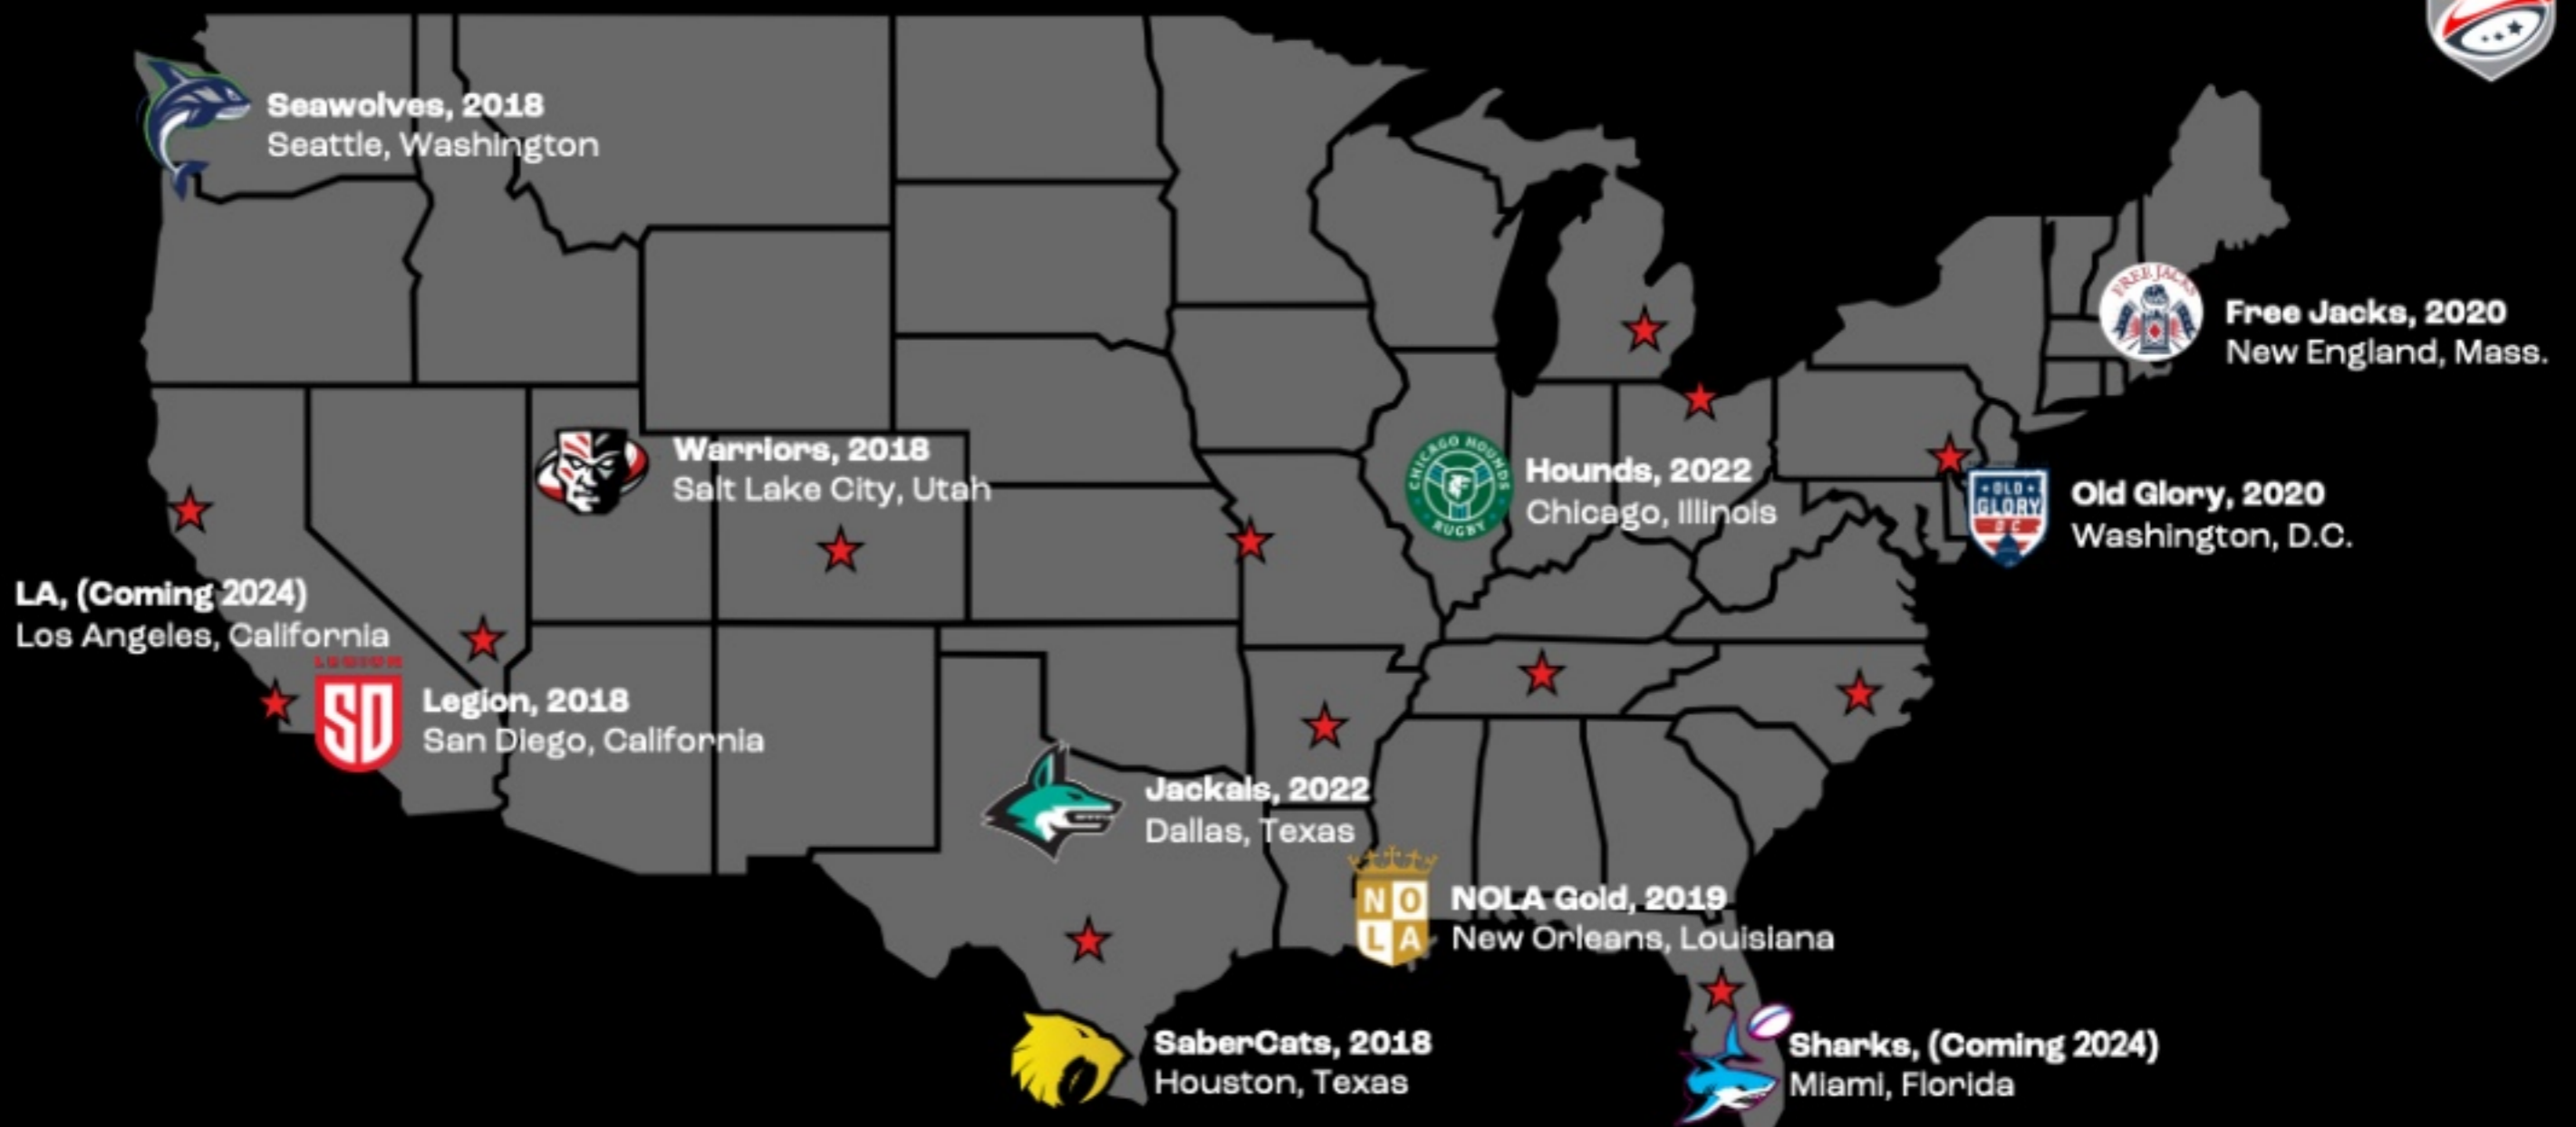 Seawolves, 2018
Seattle, Washington
FREE JACKS
Free Jacks, 2020
New England, Mass.
Warriors, 2018
Salt Lake City, Utah
CHICAGO HOUNDS
RUGBY
Hounds, 2022
Chicago, Illinois
OLD
GLORY
DC
Old Glory, 2020
Washington, D.C.
LA, (Coming 2024)
Los Angeles, California
LEGION
SD
Legion, 2018
San Diego, California
Jackals, 2022
Dallas, Texas
NO
LA
NOLA Gold, 2019
New Orleans, Louisiana
SaberCats, 2018
Houston, Texas
Sharks, (Coming 2024)
Miami, Florida